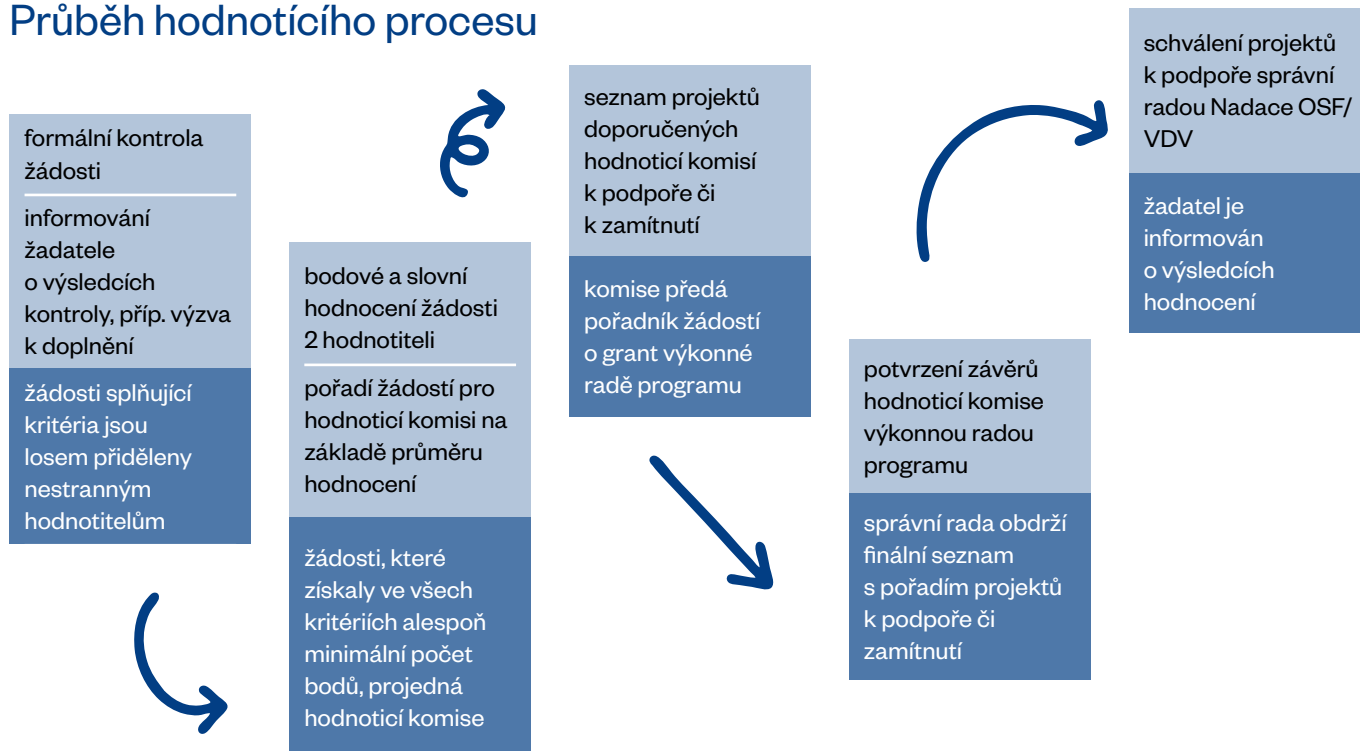 Průběh hodnotícího procesu
formální kontrola
žádosti
informování
žadatele
o výsledcích
kontroly, příp. výzva
k doplnění
žádosti splňující
kritéria jsou
losem přiděleny
nestranným
hodnotitelům
bodové a slovní
hodnocení žádosti
2 hodnotiteli
pořadí žádostí pro
hodnoticí komisi na
základě průměru
hodnocení
žádosti, které
získaly ve všech
kritériích alespoň
minimální počet
bodů, projedná
hodnoticí komise
seznam projektů
doporučených
hodnoticí komisí
k podpoře či
k zamítnutí
komise předá
pořadník žádostí
o grant výkonné
radě programu
potvrzení závěrů
hodnoticí komise
výkonnou radou
programu
správní rada obdrží
finální seznam
s pořadím projektů
k podpoře či
zamítnutí
schválení projektů
k podpoře správní
radou Nadace OSF/
VDV
žadatel je
informován
o výsledcích
hodnocení